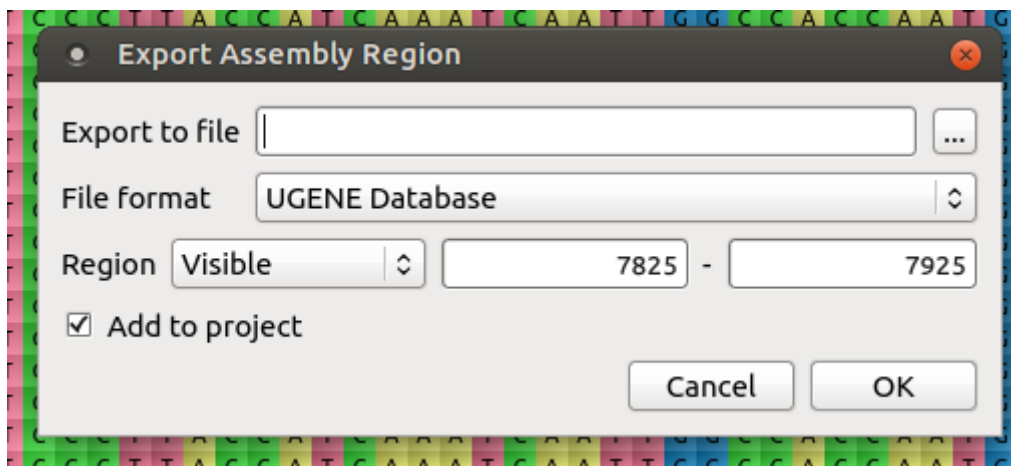 C C C T T A C C A T C A A A T C A A T T G G C C A C C A A T G
Export Assembly Region
Export to file
...
File format UGENE Database
Region Visible 7825 - 7925
Add to project
Cancel OK
C C C T T A C C A T C A A A T C A A T T G G C C A C C A A T G